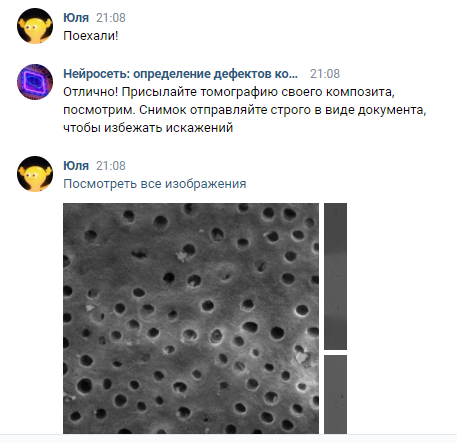 Юля 21:08
Поехали!
Нейросеть: определение дефектов ко... 21:08
Отлично! Присылайте томографию своего композита,
посмотрим. Снимок отправляйте строго в виде документа,
чтобы избежать искажений
Юля 21:08
Посмотреть все изображения